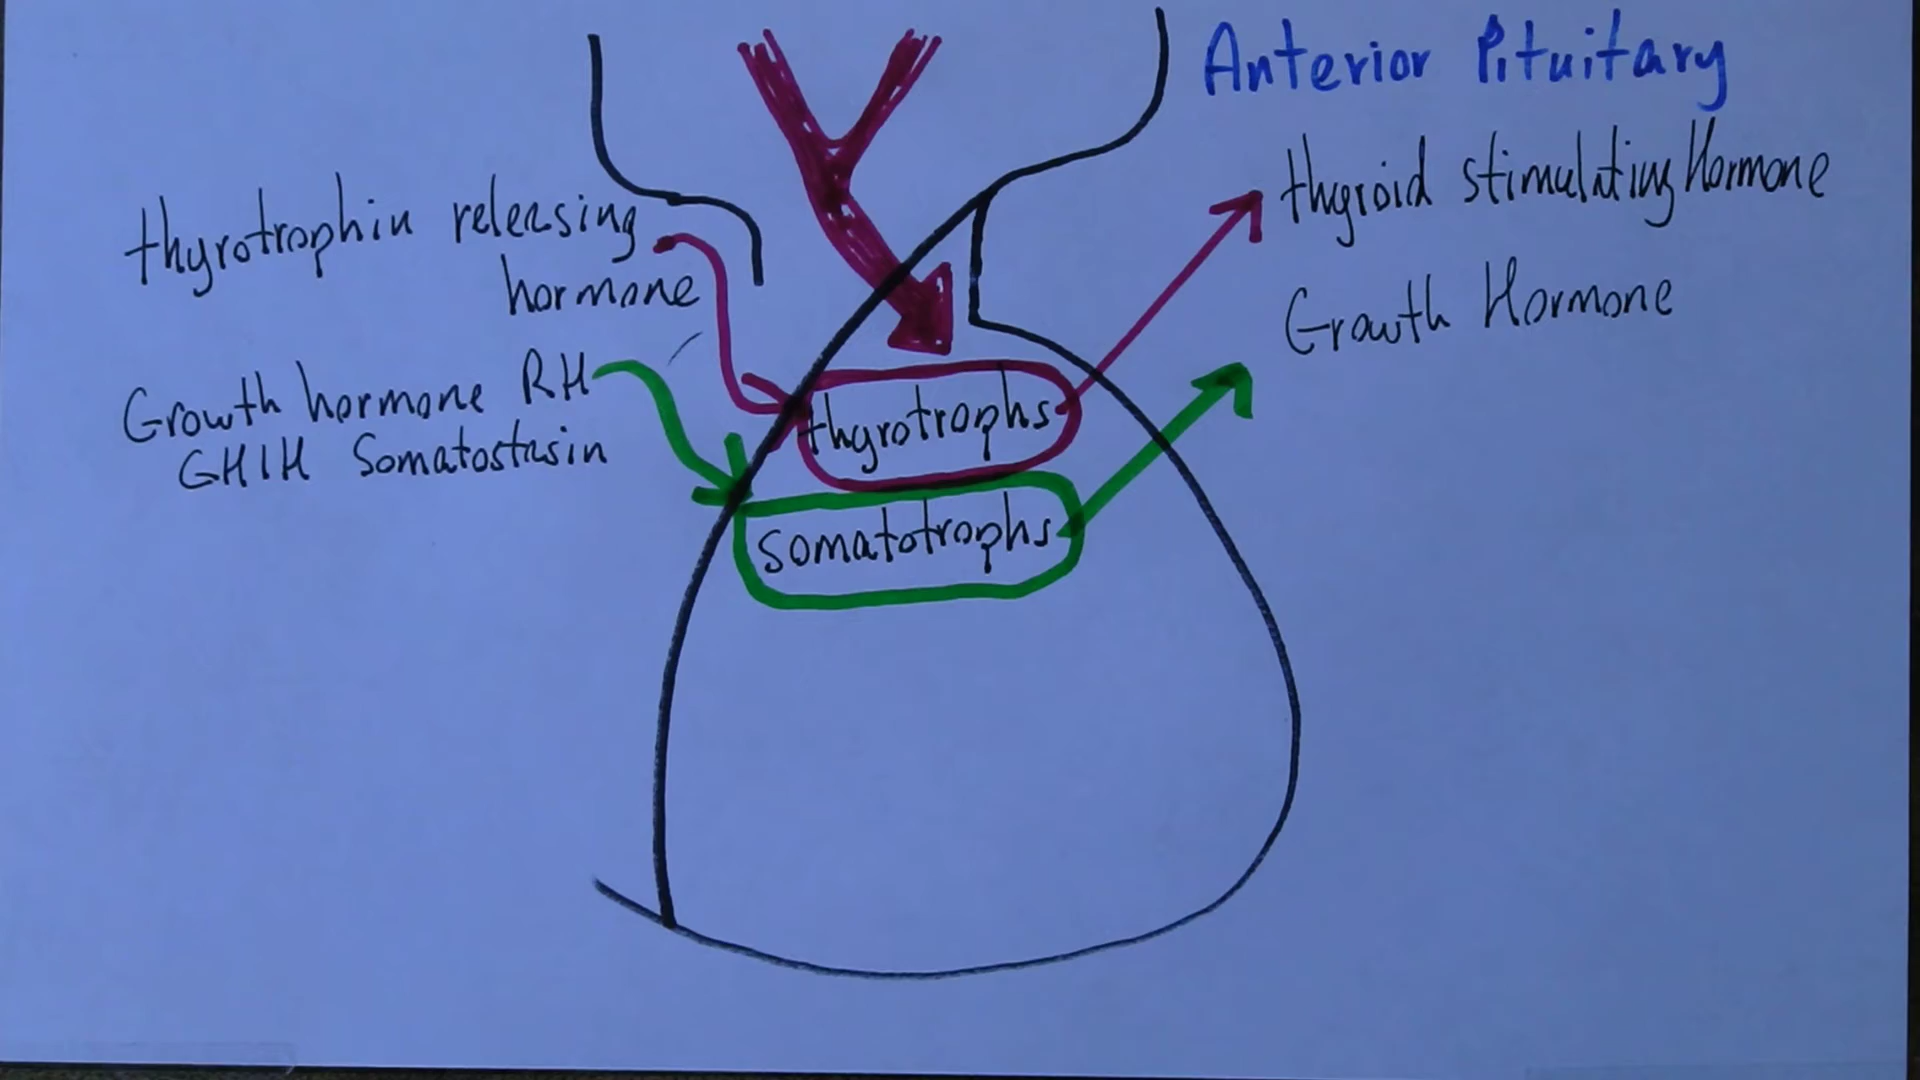 Anterior Pituitary
thyroid stimulating Hormone
Growth Hormone
thyrotrophin releasing
hormone
Growth hormone RH
GHIH Somatostasin
thyrotrophs
somatotrophs